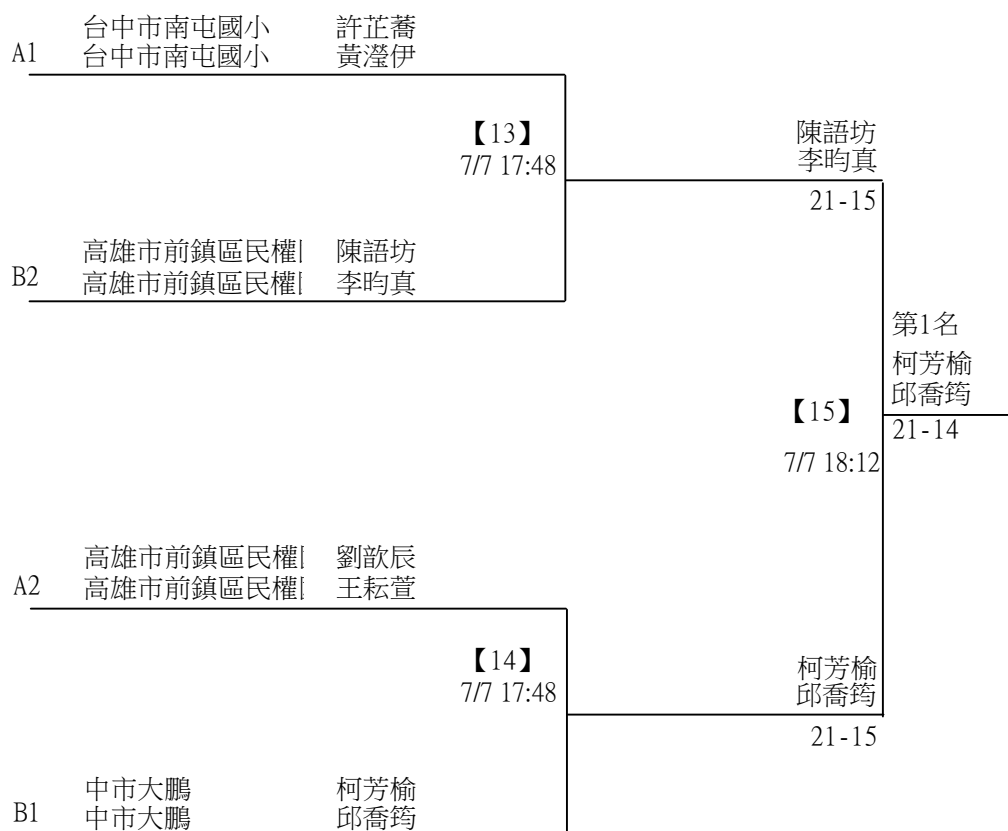 台中市南屯國小 許芷蕎
A1 台中市南屯國小 黃瀅伊
【13】
7/7 17:48
陳語坊
李昀真
21-15
高雄市前鎮區民權 陳語坊
B2 高雄市前鎮區民權 李昀真
第1名
柯芳榆
邱喬筠
【15】
21-14
7/7 18:12
高雄市前鎮區民權 劉歆辰
A2 高雄市前鎮區民權 王耘萱
【14】
7/7 17:48
柯芳榆
邱喬筠
21-15
中市大鵬 柯芳榆
B1 中市大鵬 邱喬筠